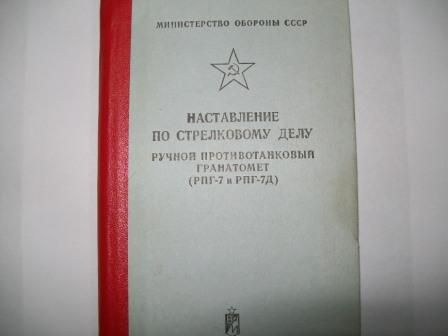 МИНИСТЕРСТВО ОБОРОНЫ СССР
НАСТАВЛЕНИЕ
ПО СТРЕЛКОВОМУ ДЕЛУ
РУЧНОЙ ПРОТИВОТАНКОВЫЙ
ГРАНАТОМЕТ
(РПГ-7 и РПГ-7Д)